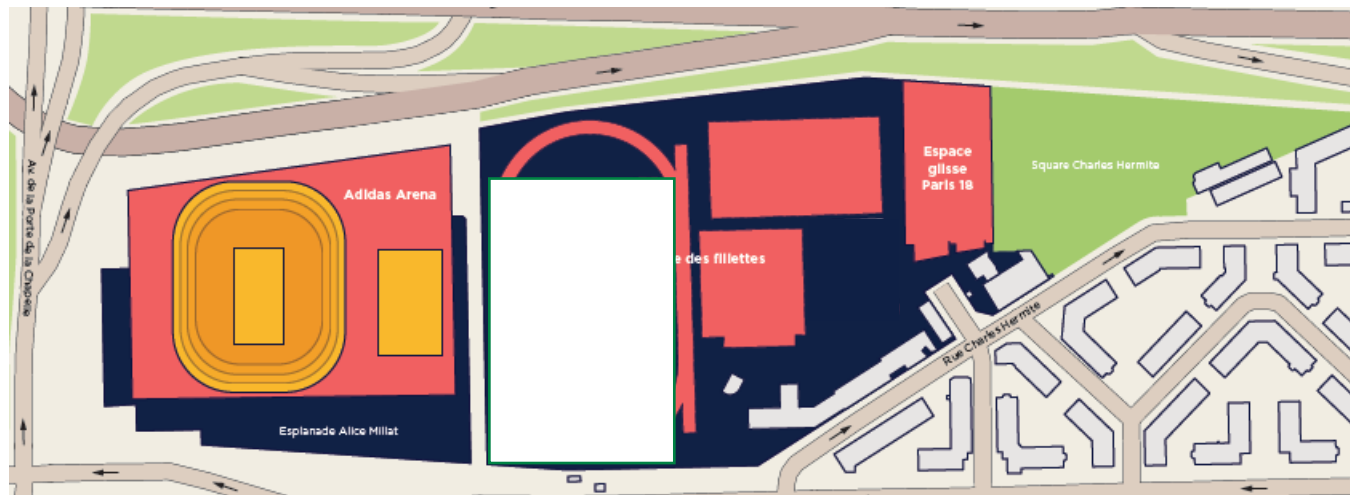 Av. de la Porte de la Chapelle
Adidas Arena
Esplanade Alice Millat
des fillettes
Espace
glisse
Paris 18
Square Charles Hermite
Rue Charles Hermite